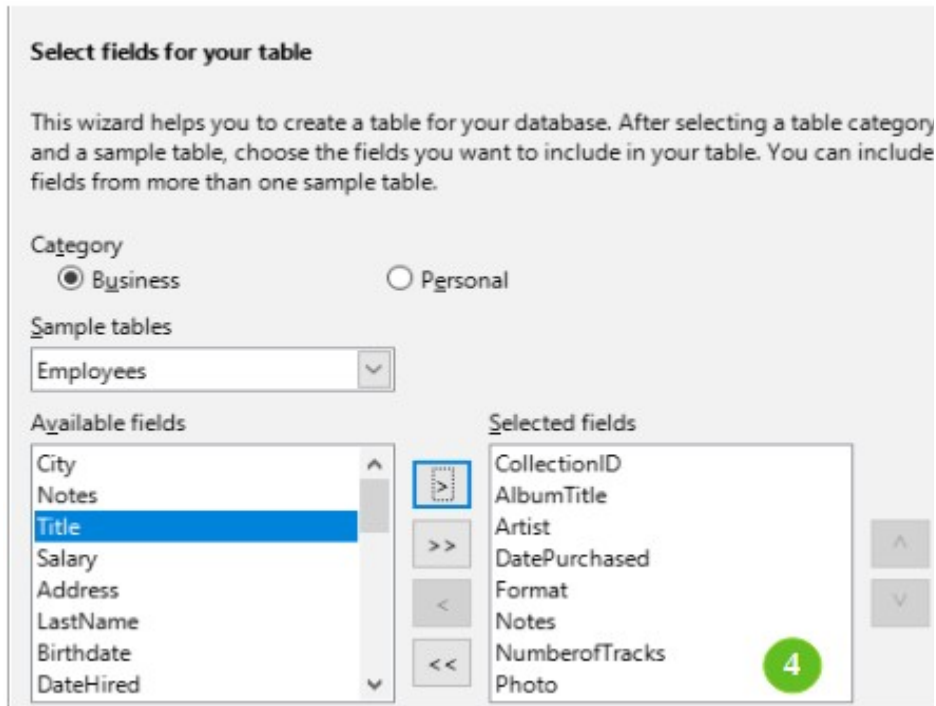 Select fields for your table
This wizard helps you to create a table for your database. After selecting a table category
and a sample table, choose the fields you want to include in your table. You can include
fields from more than one sample table.
Category
Business
Personal
Sample tables
Employees
Available fields
Selected fields
City
Notes
Title
Salary
Address
LastName
Birthdate
DateHired
>
>>
<
<<
CollectionID
AlbumTitle
Artist
DatePurchased
Format
Notes
NumberofTracks
Photo
4